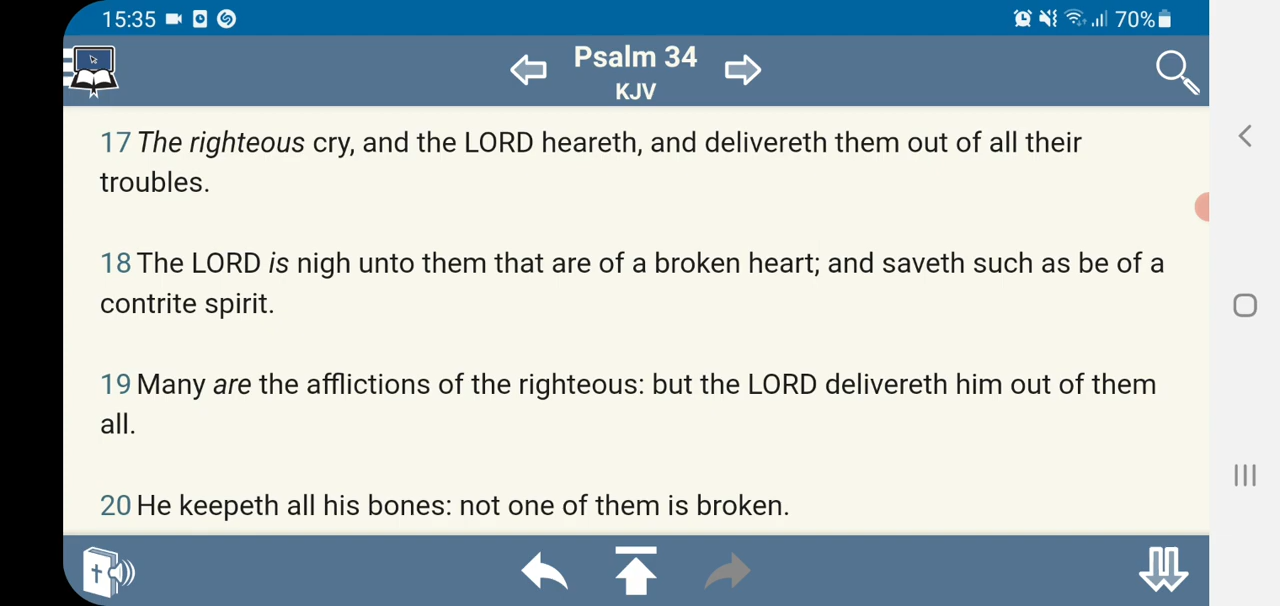 15:35
70%
Psalm 34
KJV
17 The righteous cry, and the LORD heareth, and delivereth them out of all their
troubles.
18 The LORD is nigh unto them that are of a broken heart; and saveth such as be of a
contrite spirit.
19 Many are the afflictions of the righteous: but the LORD delivereth him out of them
all.
20 He keepeth all his bones: not one of them is broken.